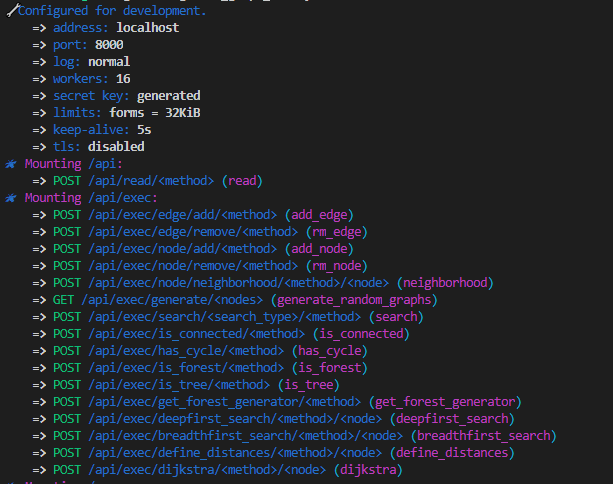 Configured for development.
=> address: localhost
=> port: 8000
=> log: normal
=> workers: 16
=> secret key: generated
=> limits: forms = 32KiB
=> keep-alive: 5s
=> tls: disabled
Mounting /api:
=> POST /api/read/<method> (read)
Mounting /api/exec:
=> POST /api/exec/edge/add/<method> (add_edge)
=> POST /api/exec/edge/remove/<method> (rm_edge)
=> POST /api/exec/node/add/<method> (add_node)
=> POST /api/exec/node/remove/<method> (rm_node)
=> POST /api/exec/node/neighborhood/<method>/<node> (neighborhood)
=> GET /api/exec/generate/<nodes> (generate_random_graphs)
=> POST /api/exec/search/<search_type>/<method> (search)
=> POST /api/exec/is_connected/<method> (is_connected)
=> POST /api/exec/has_cycle/<method> (has_cycle)
=> POST /api/exec/is_forest/<method> (is_forest)
=> POST /api/exec/is_tree/<method> (is_tree)
=> POST /api/exec/get_forest_generator/<method> (get_forest_generator)
=> POST /api/exec/deepfirst_search/<method>/<node> (deepfirst_search)
=> POST /api/exec/breadthfirst_search/<method>/<node> (breadthfirst_search)
=> POST /api/exec/define_distances/<method>/<node> (define_distances)
=> POST /api/exec/dijkstra/<method>/<node> (dijkstra)